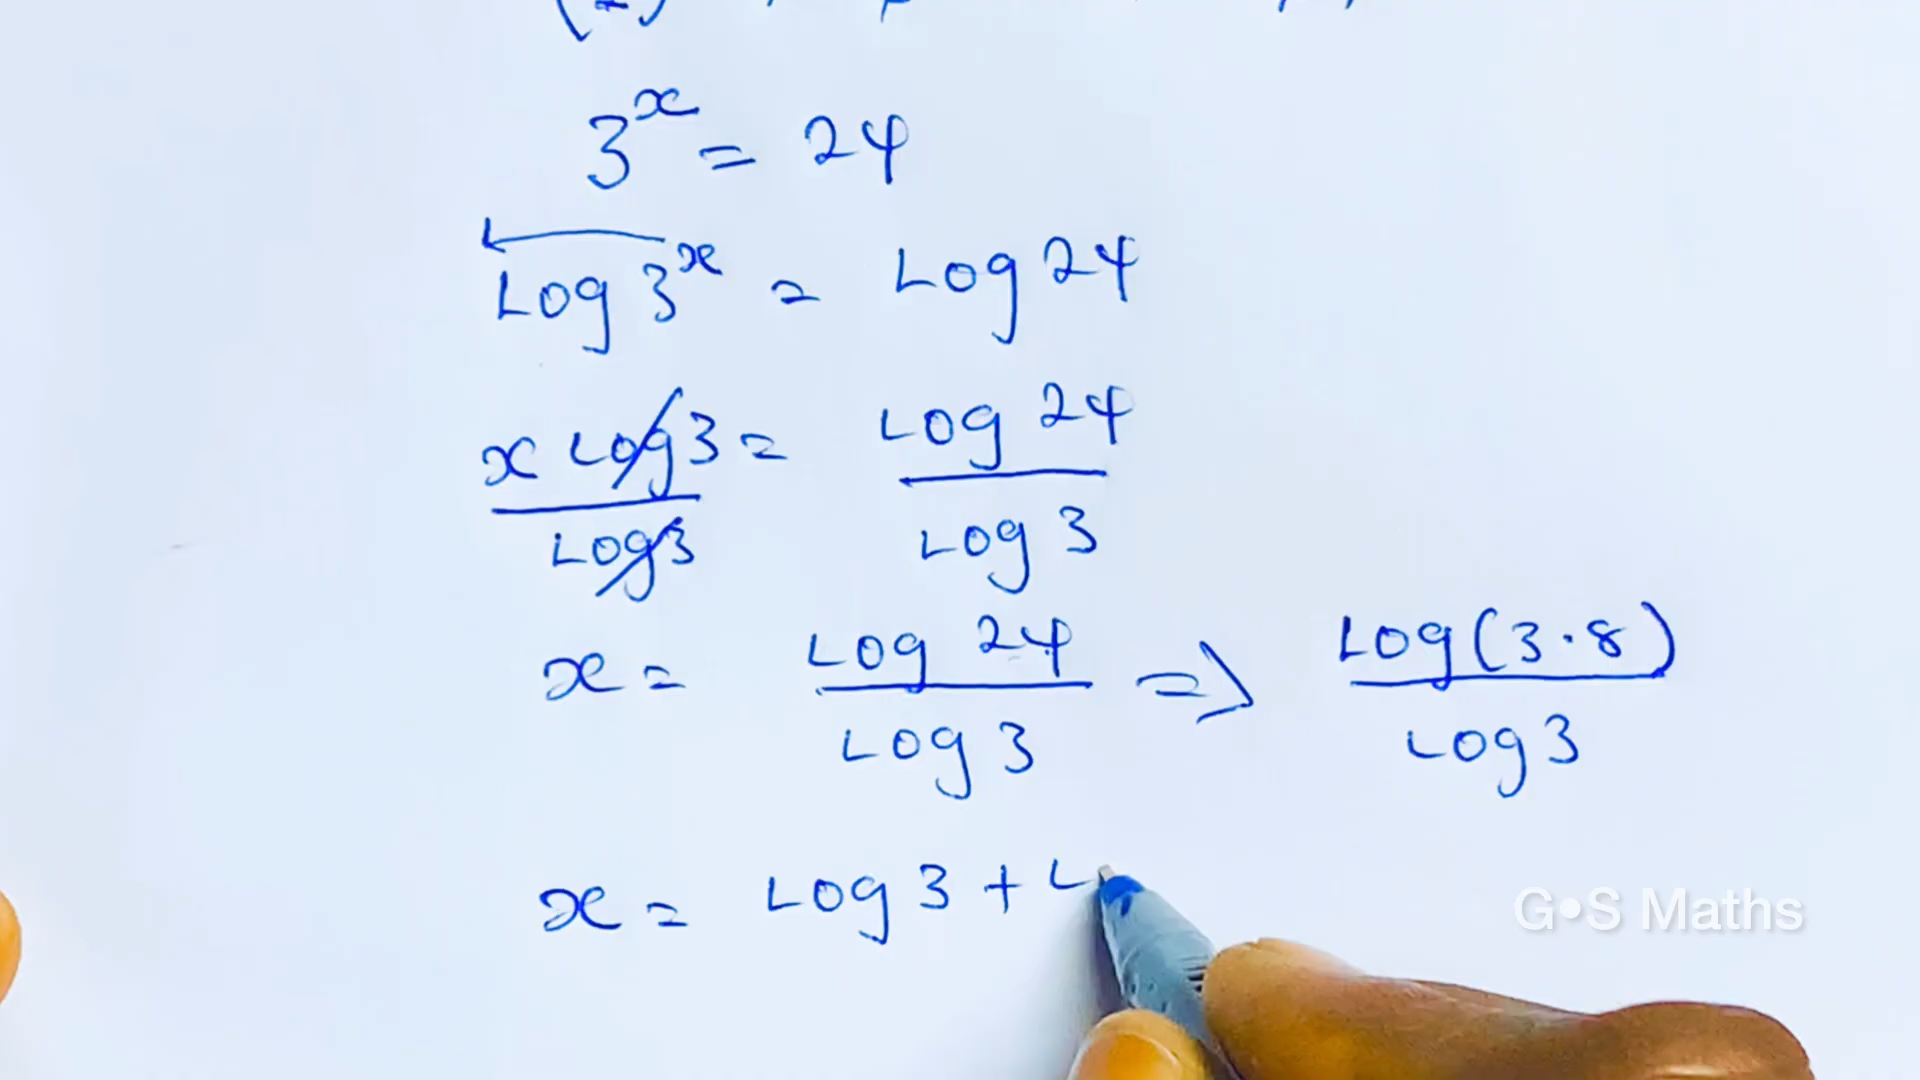 3^x = 24
Log 3^x = Log 24
x Log 3 / Log 3 = Log 24 / Log 3
x = Log 24 / Log 3 => Log (3·8) / Log 3
x = Log 3 + L
G•S Maths